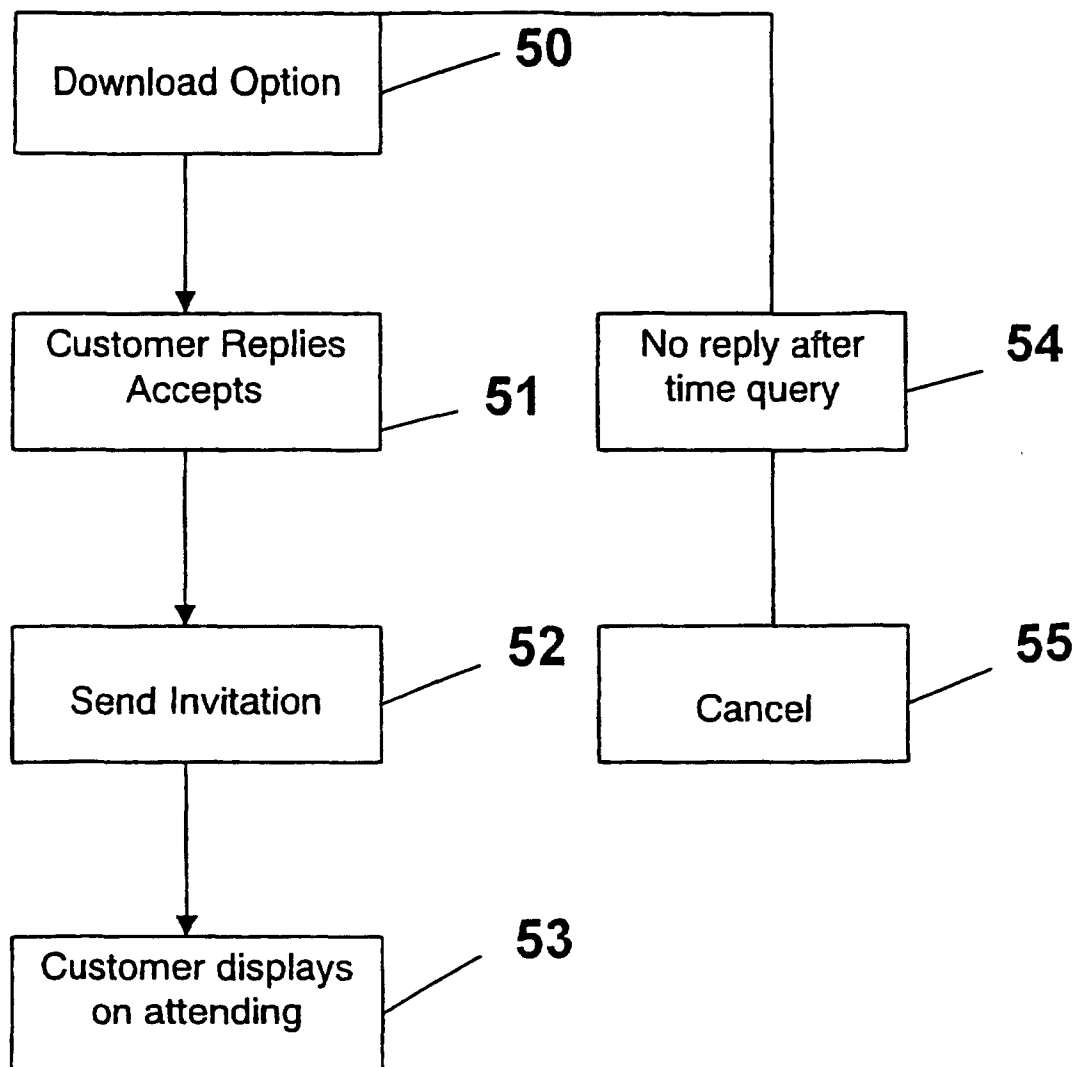 Download Option
50
Customer Replies
Accepts
51
No reply after
time query
54
Send Invitation
52
Cancel
55
Customer displays
on attending
53